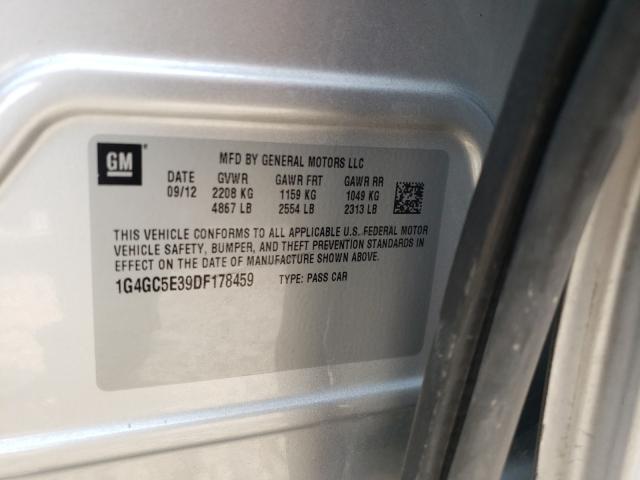 GM
MFD BY GENERAL MOTORS LLC
DATE GVWR GAWR FRT GAWR RR
09/12 2208 KG 1159 KG 1049 KG
4867 LB 2554 LB 2313 LB
THIS VEHICLE CONFORMS TO ALL APPLICABLE U.S. FEDERAL MOTOR
VEHICLE SAFETY, BUMPER, AND THEFT PREVENTION STANDARDS IN
EFFECT ON THE DATE OF MANUFACTURE SHOWN ABOVE.
1G4GC5E39DF178459 TYPE: PASS CAR